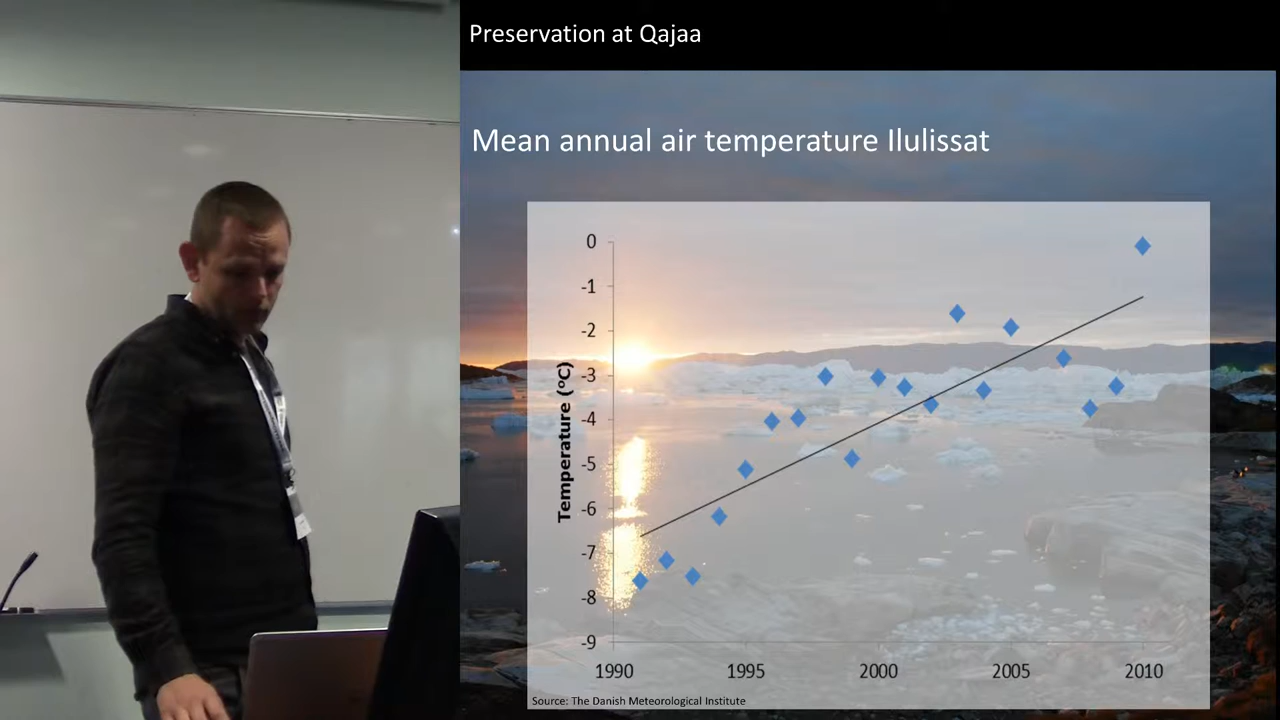 Preservation at Qajaa
Mean annual air temperature Ilulissat
0
-1
-2
-3
-4
-5
-6
-7
-8
-9
Temperature (ºC)
1990 1995 2000 2005 2010
Source: The Danish Meteorological Institute